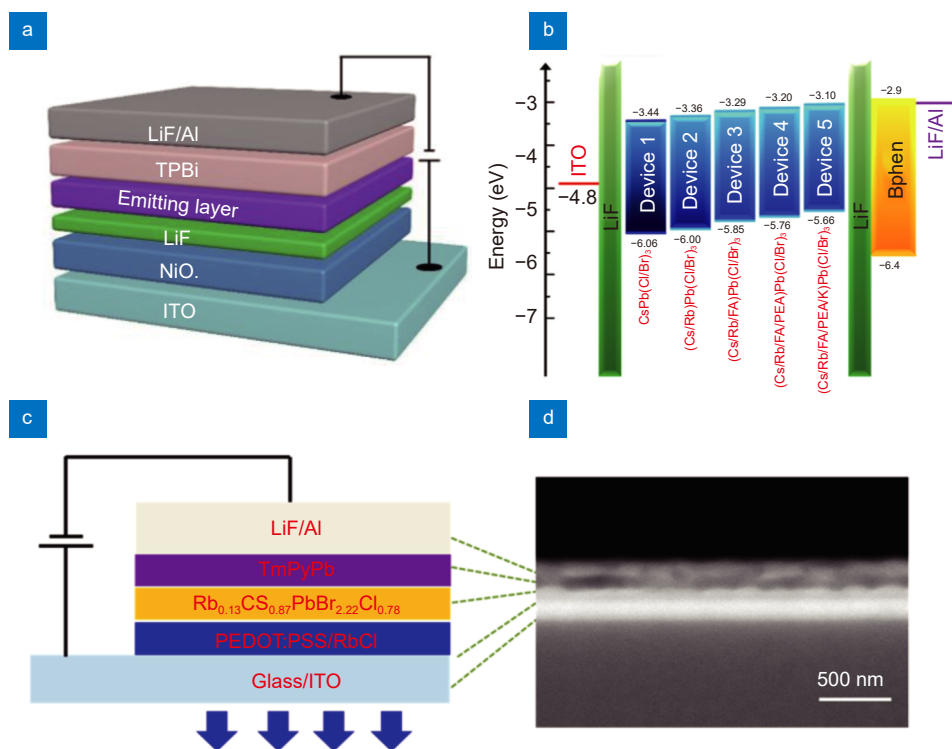 a
LiF/Al
TPBi
Emitting layer
LiF
NiO.
ITO
b
Energy (eV)
−3
−4
−5
−6
−7
ITO
−4.8
LiF
−3.44
Device 1
−6.06
CsPb(Cl/Br)₃
−3.36
Device 2
−6.00
(Cs/Rb)Pb(Cl/Br)₃
−3.29
Device 3
−5.85
(Cs/Rb/FA)Pb(Cl/Br)₃
−3.20
Device 4
−5.76
(Cs/Rb/FA/PEA)Pb(Cl/Br)₃
−3.10
Device 5
−5.66
(Cs/Rb/FA/PEA/K)Pb(Cl/Br)₃
LiF
−2.9
Bphen
−6.4
LiF/Al
c
LiF/Al
TmPyPb
Rb₀.₁₃CS₀.₈₇PbBr₂.₂₂Cl₀.₇₈
PEDOT:PSS/RbCl
Glass/ITO
d
500 nm